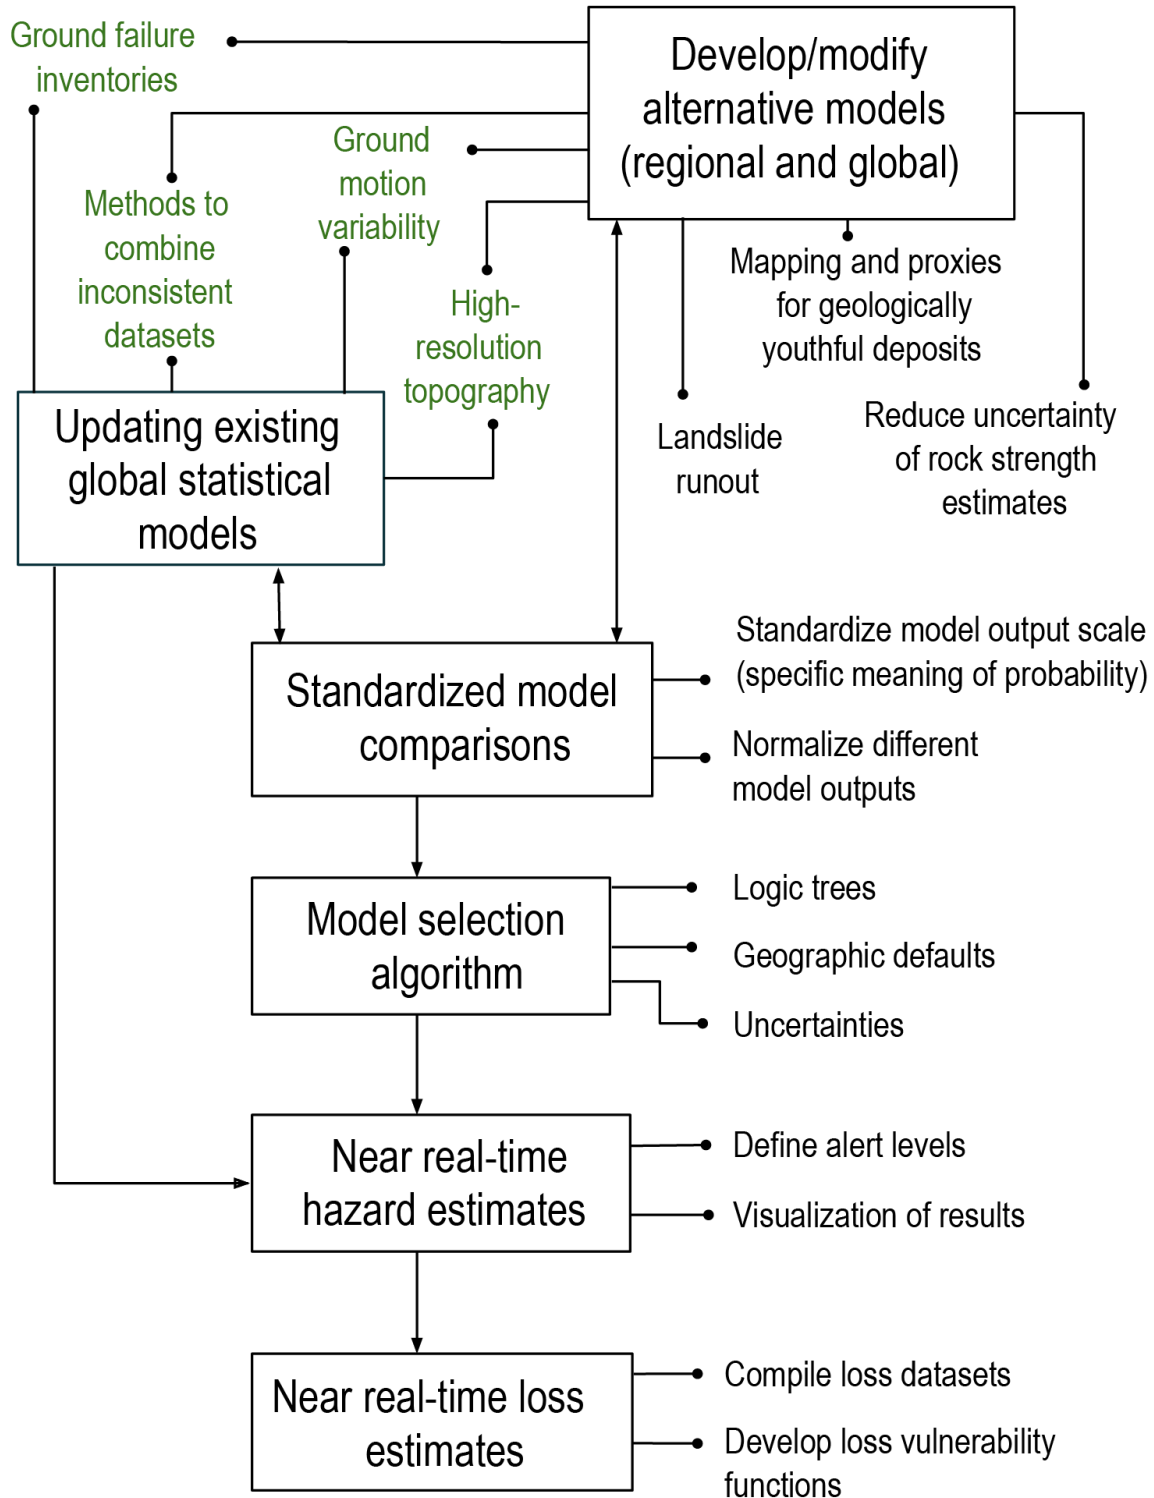 Ground failure
inventories
Develop/modify
alternative models
(regional and global)
Ground
motion
variability
Methods to
combine
inconsistent
datasets
High-
resolution
topography
Mapping and proxies
for geologically
youthful deposits
Landslide
runout
Reduce uncertainty
of rock strength
estimates
Updating existing
global statistical
models
Standardized model
comparisons
Standardize model output scale
(specific meaning of probability)
Normalize different
model outputs
Model selection
algorithm
Logic trees
Geographic defaults
Uncertainties
Near real-time
hazard estimates
Define alert levels
Visualization of results
Near real-time loss
estimates
Compile loss datasets
Develop loss vulnerability
functions